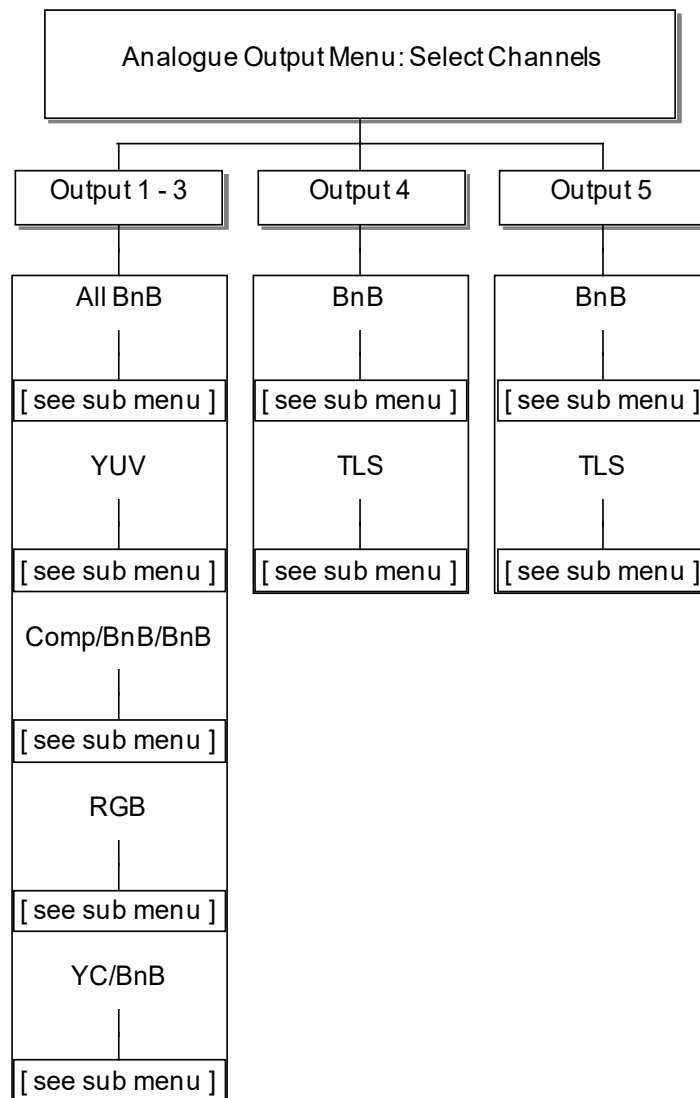 Analogue Output Menu: Select Channels
Output 1 - 3
All BnB
[ see sub menu ]
YUV
[ see sub menu ]
Comp/BnB/BnB
[ see sub menu ]
RGB
[ see sub menu ]
YC/BnB
[ see sub menu ]
Output 4
BnB
[ see sub menu ]
TLS
[ see sub menu ]
Output 5
BnB
[ see sub menu ]
TLS
[ see sub menu ]